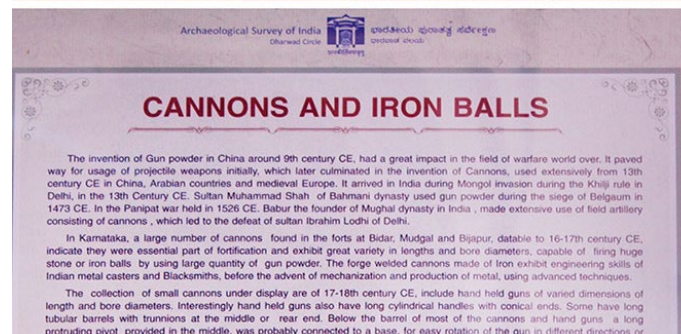 Archaeological Survey of India ಭಾರತೀಯ ಪುರಾತತ್ವ ಸರ್ವೇಕ್ಷಣ
Dharwad Circle ಧಾರವಾಡ ವಲಯ
CANNONS AND IRON BALLS
The invention of Gun powder in China around 9th century CE, had a great impact in the field of warfare world over. It paved
way for usage of projectile weapons initially, which later culminated in the invention of Cannons, used extensively from 13th
century CE in China, Arabian countries and medieval Europe. It arrived in India during Mongol invasion during the Khilji rule in
Delhi, in the 13th Century CE. Sultan Muhammad Shah of Bahmani dynasty used gun powder during the siege of Belgaum in
1473 CE. In the Panipat war held in 1526 CE. Babur the founder of Mughal dynasty in India , made extensive use of field artillery
consisting of cannons , which led to the defeat of sultan Ibrahim Lodhi of Delhi.
In Karnataka, a large number of cannons found in the forts at Bidar, Mudgal and Bijapur, datable to 16-17th century CE,
indicate they were essential part of fortification and exhibit great variety in lengths and bore diameters, capable of firing huge
stone or iron balls by using large quantity of gun powder. The forge welded cannons made of Iron exhibit engineering skills of
Indian metal casters and Blacksmiths, before the advent of mechanization and production of metal, using advanced techniques.
The collection of small cannons under display are of 17-18th century CE, include hand held guns of varied dimensions of
length and bore diameters. Interestingly hand held guns also have long cylindrical handles with conical ends. Some have long
tubular barrels with trunnions at the middle or rear end. Below the barrel of most of the cannons and hand guns a long
protruding pivot provided in the middle, was probably connected to a base, for easy rotation of the gun in different directions or